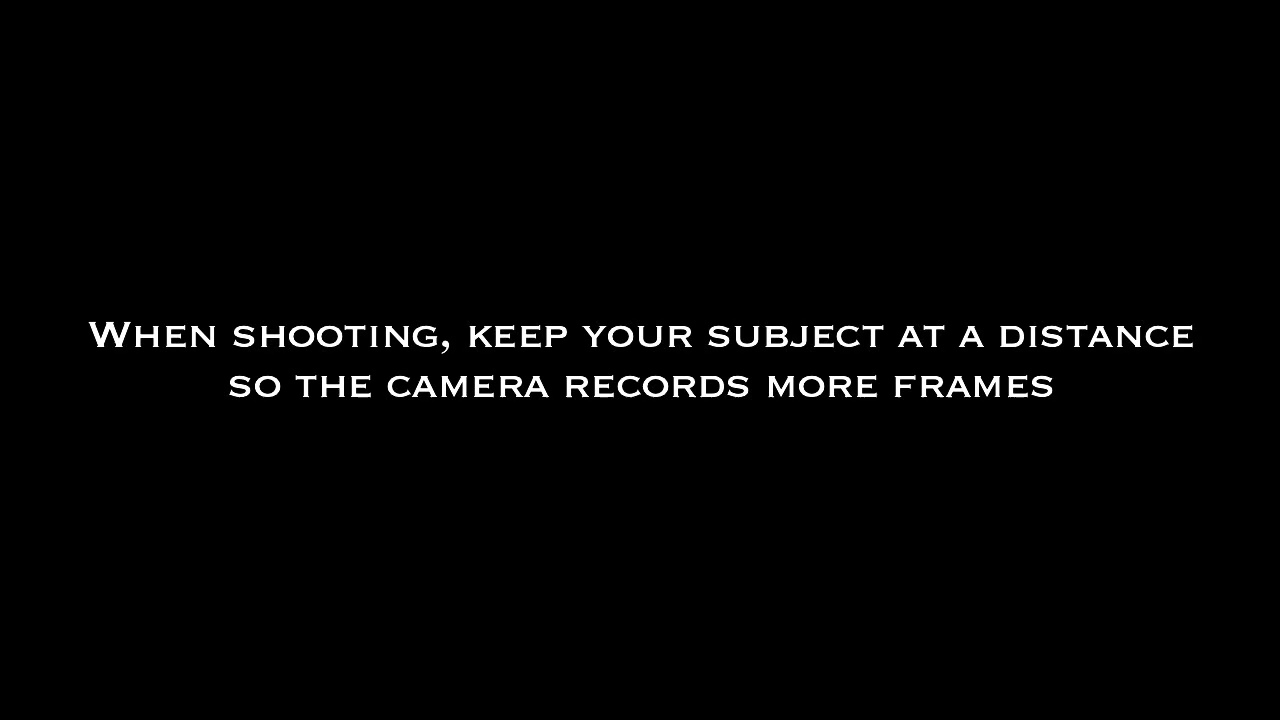 When shooting, keep your subject at a distance
so the camera records more frames